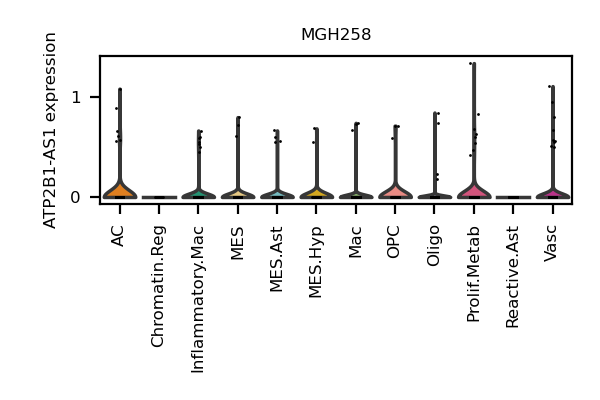 MGH258
ATP2B1-AS1 expression
1
0
AC
Chromatin.Reg
Inflammatory.Mac
MES
MES.Ast
MES.Hyp
Mac
OPC
Oligo
Prolif.Metab
Reactive.Ast
Vasc